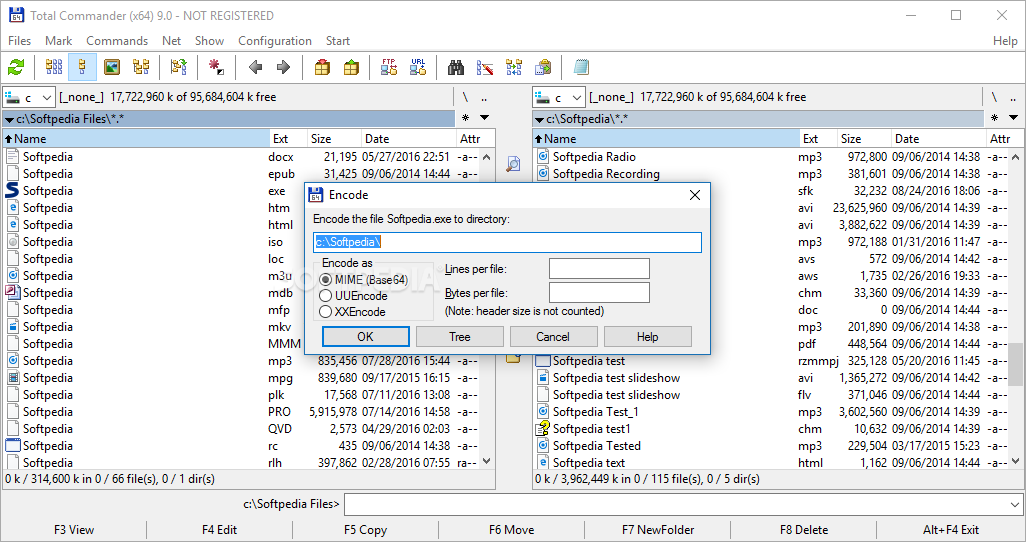 Total Commander (x64) 9.0 - NOT REGISTERED
Files Mark Commands Net Show Configuration Start Help
FTP URL
c [_none_] 17,722,960 k of 95,684,604 k free \ .. c [_none_] 17,722,960 k of 95,684,604 k free \ ..
c:\Softpedia Files\*.* * c:\Softpedia\*.* *
Name Ext Size Date Attr Name Ext Size Date Attr
Softpedia docx 21,195 05/27/2016 22:51 -a-- Softpedia Radio mp3 972,800 09/06/2014 14:38 -a--
Softpedia epub 31,425 09/06/2014 14:44 -a-- Softpedia Recording mp3 381,601 09/06/2014 14:38 -a--
Softpedia exe sfk 32,232 08/24/2016 18:06 -a--
Softpedia htm avi 23,625,960 09/06/2014 14:38 -a--
Softpedia html avi 3,882,622 09/06/2014 14:38 -a--
Softpedia iso mp3 972,188 01/31/2016 11:47 -a--
Softpedia loc avs 572 09/06/2014 14:42 -a--
Softpedia m3u aws 1,735 02/26/2016 19:33 -a--
Softpedia mdb chm 33,360 09/06/2014 14:44 -a--
Softpedia mfp doc 0 09/06/2014 14:44 -a--
Softpedia mkv mp3 201,890 09/06/2014 14:38 -a--
Softpedia MMM pdf 448,564 09/06/2014 14:44 -a--
Softpedia mp3 835,456 07/28/2016 15:44 -a-- Softpedia test rzmmpj 325,128 05/20/2016 11:45 -a--
Softpedia mpg 839,680 09/17/2015 16:15 -a-- Softpedia test slideshow avi 1,365,272 09/06/2014 14:42 -a--
Softpedia plk 17,568 07/11/2016 13:08 -a-- Softpedia test slideshow flv 371,046 09/06/2014 14:44 -a--
Softpedia PRO 5,915,978 07/14/2016 14:58 -a-- Softpedia Test_1 mp3 3,602,560 09/06/2014 14:38 -a--
Softpedia QVD 2,573 04/29/2016 02:03 -a-- Softpedia test1 chm 10,632 09/06/2014 14:44 -a--
Softpedia rc 435 09/06/2014 14:38 -a-- Softpedia Tested mp3 229,504 03/17/2015 15:23 -a--
Softpedia rlh 397,862 02/28/2016 07:55 ra-- Softpedia text html 1,162 09/06/2014 14:44 -a--
0 k / 314,600 k in 0 / 66 file(s), 0 / 1 dir(s) 0 k / 3,962,449 k in 0 / 115 file(s), 0 / 5 dir(s)
Encode
Encode the file Softpedia.exe to directory:
c:\Softpedia\
Encode as Lines per file:
MIME (Base64)
UUEncode Bytes per file:
XXEncode (Note: header size is not counted)
OK Tree Cancel Help
c:\Softpedia Files>
F3 View F4 Edit F5 Copy F6 Move F7 NewFolder F8 Delete Alt+F4 Exit